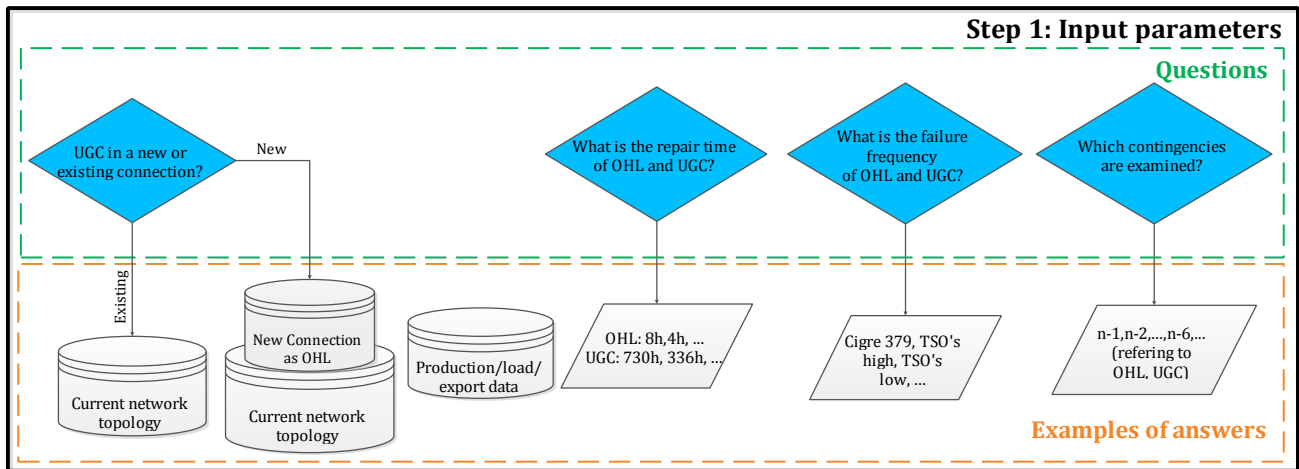 Step 1: Input parameters
Questions
UGC in a new or
existing connection?
New
Existing
What is the repair time
of OHL and UGC?
What is the failure
frequency
of OHL and UGC?
Which contingencies
are examined?
Current network
topology
New Connection
as OHL
Current network
topology
Production/load/
export data
OHL: 8h,4h, ...
UGC: 730h, 336h, ...
Cigre 379, TSO's
high, TSO's
low, ...
n-1,n-2,...,n-6,...
(refering to
OHL, UGC)
Examples of answers